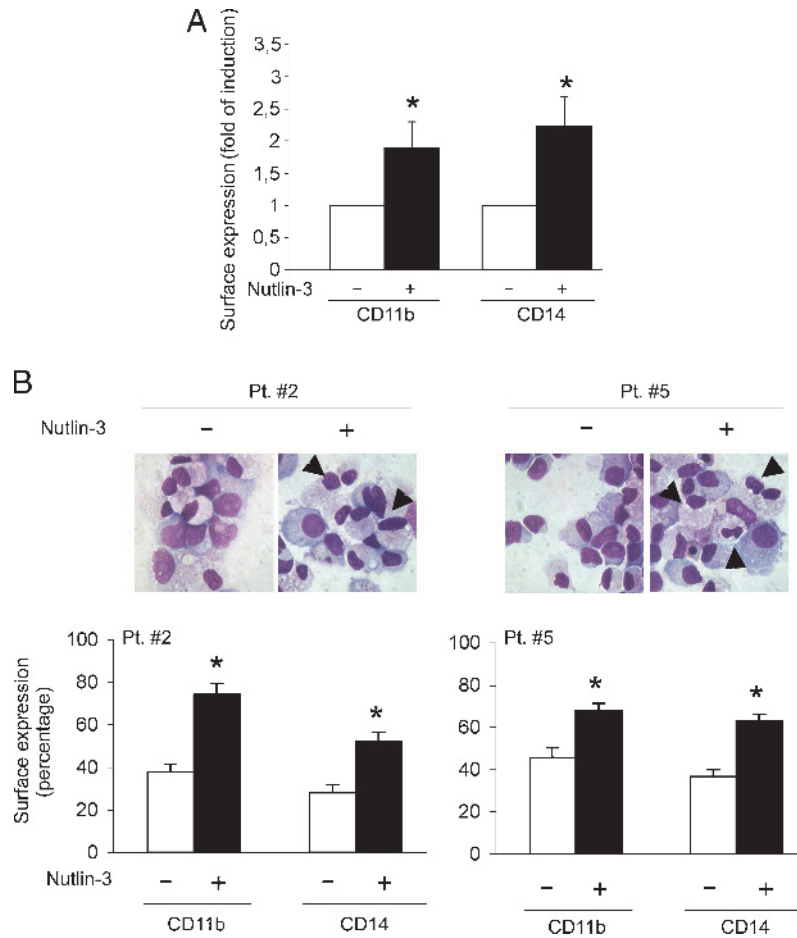 A
Surface expression (fold of induction)
3,5
3
2,5
2
1,5
1
0,5
0
* *
Nutlin-3 − + − +
CD11b CD14
B
Pt. #2 Pt. #5
Nutlin-3 − + − +
Surface expression
(percentage)
Pt. #2
100
80
60
40
20
0
* *
Nutlin-3 − + − +
CD11b CD14
Pt. #5
100
80
60
40
20
0
* *
− + − +
CD11b CD14